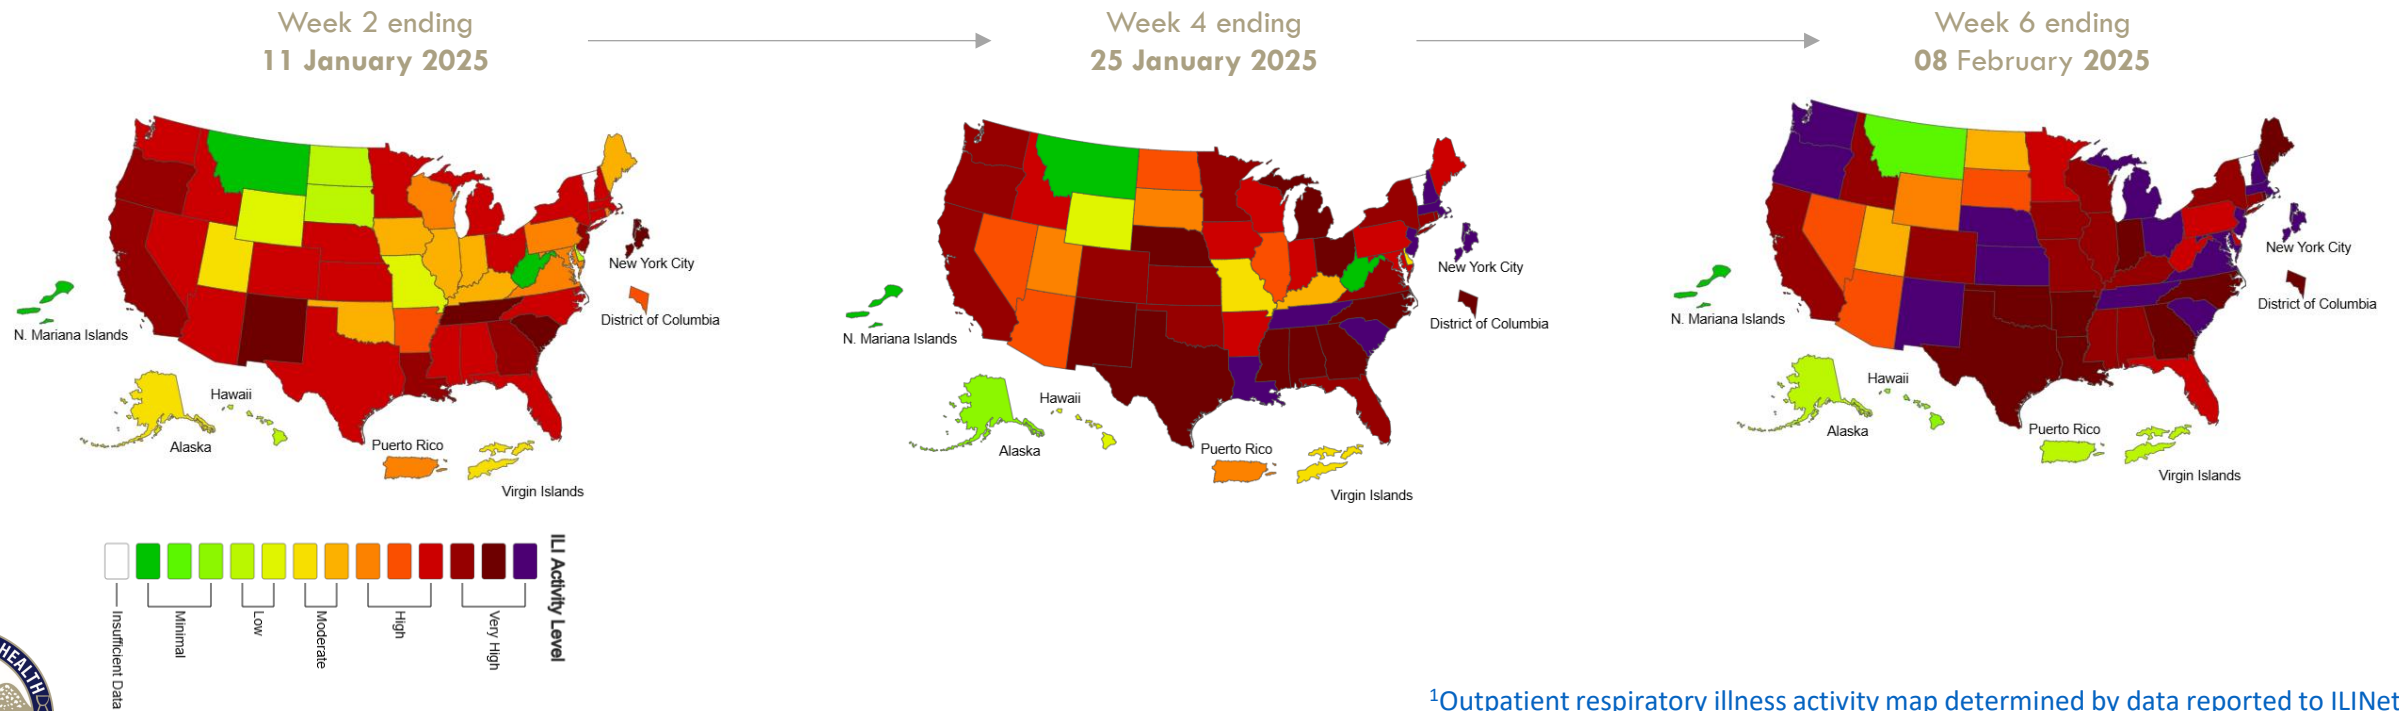 Week 2 ending
11 January 2025
Week 4 ending
25 January 2025
Week 6 ending
08 February 2025
New York City
District of Columbia
N. Mariana Islands
Hawaii
Alaska
Puerto Rico
Virgin Islands
New York City
District of Columbia
N. Mariana Islands
Hawaii
Alaska
Puerto Rico
Virgin Islands
New York City
District of Columbia
N. Mariana Islands
Hawaii
Alaska
Puerto Rico
Virgin Islands
ILI Activity Level
Insufficient Data
Minimal
Low
Moderate
High
Very High
HEALTH
¹Outpatient respiratory illness activity map determined by data reported to ILINet